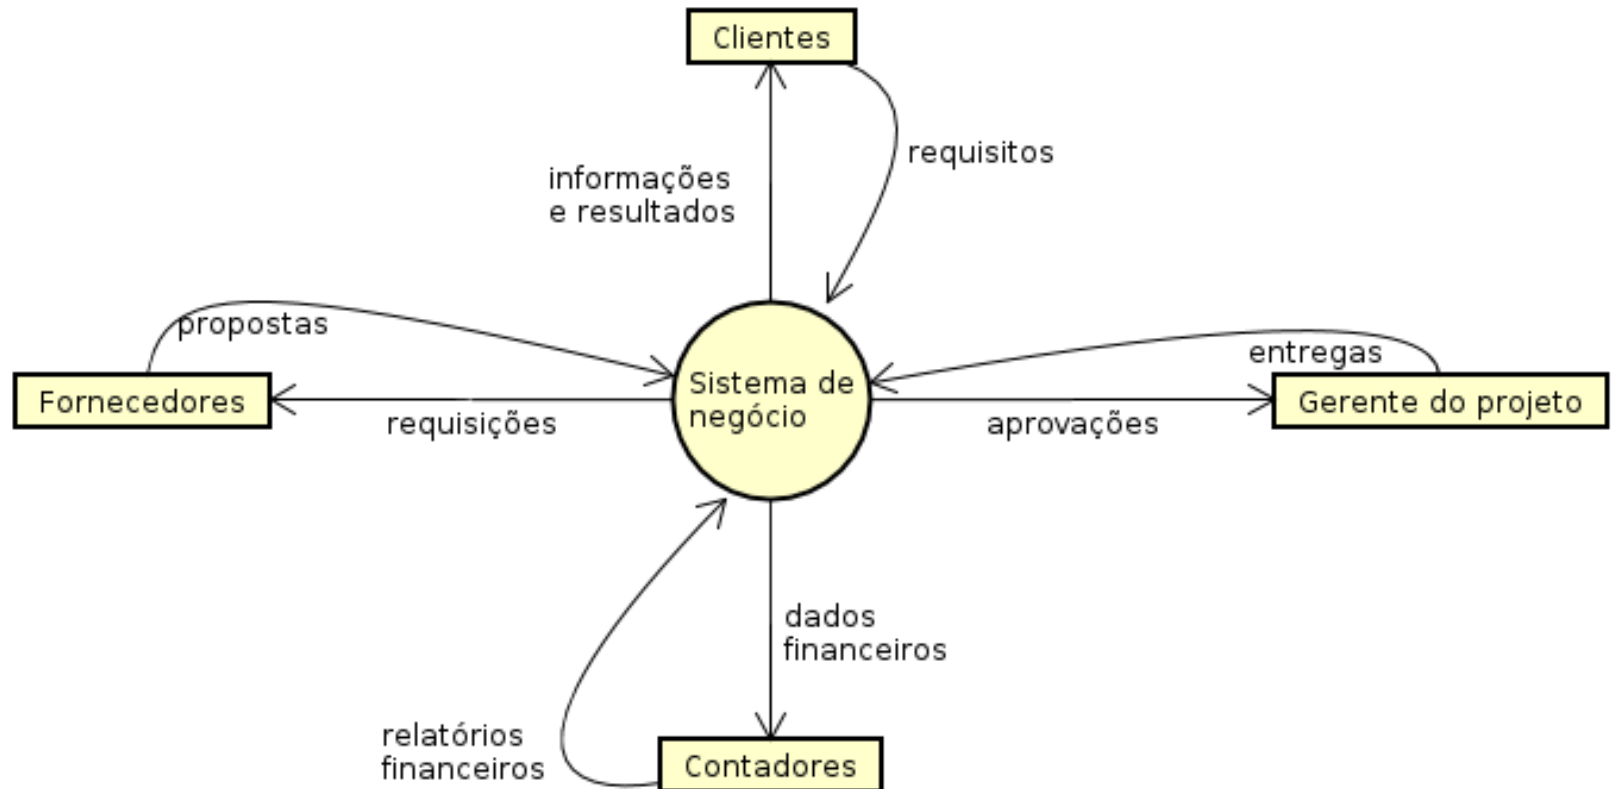 Clientes
requisitos
informações
e resultados
propostas
entregas
Fornecedores
requisições
Sistema de
negócio
aprovações
Gerente do projeto
dados
financeiros
relatórios
financeiros
Contadores